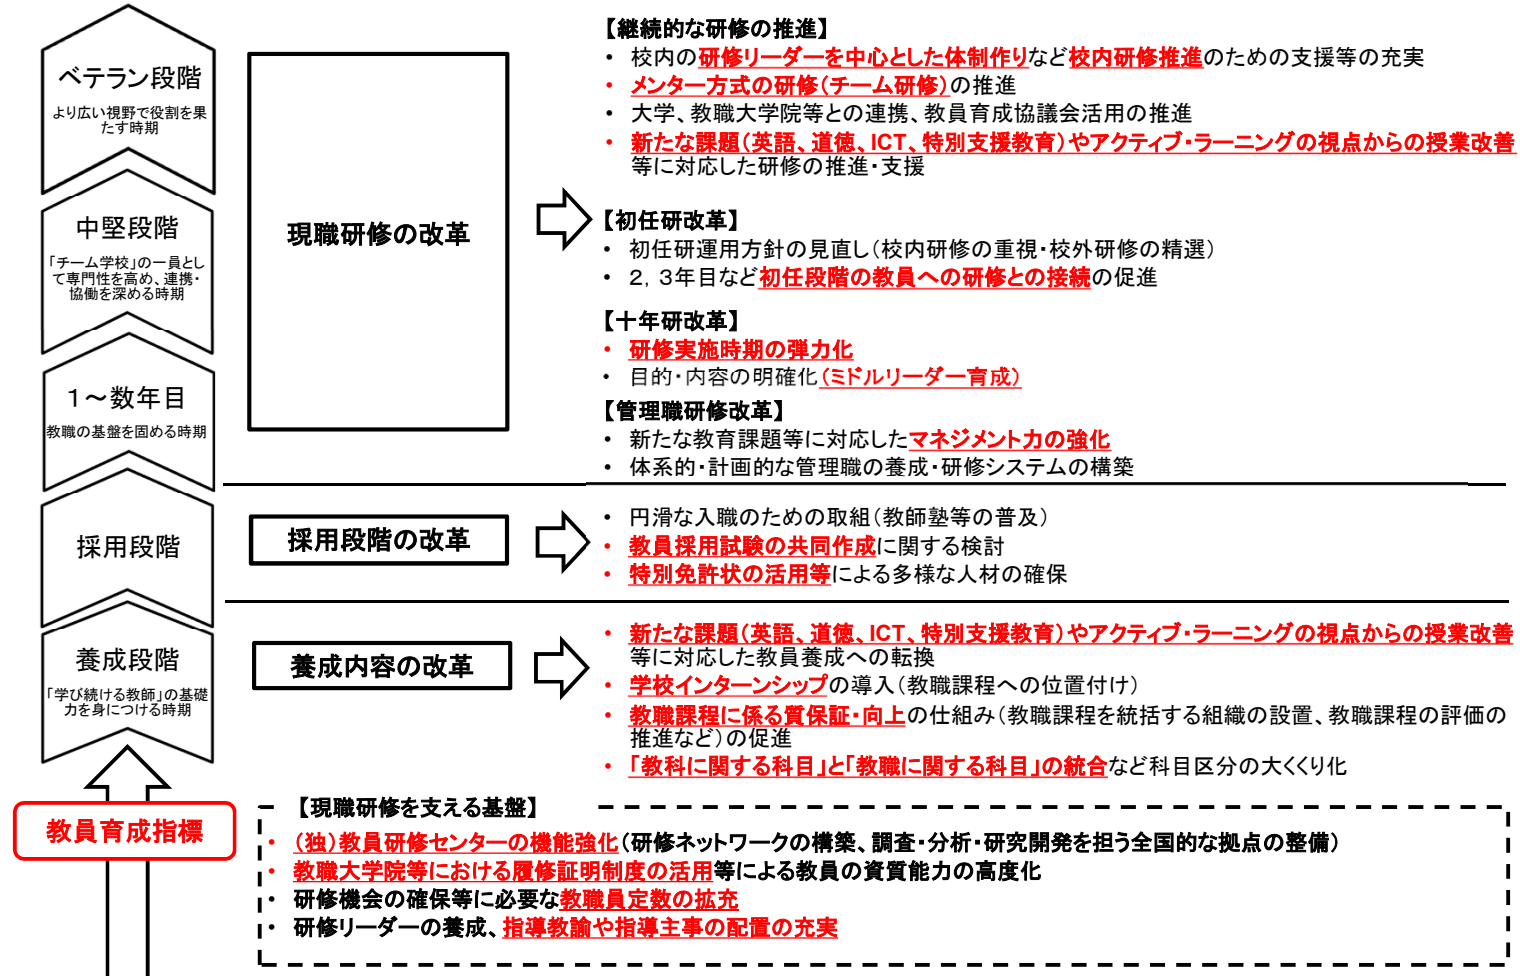 ベテラン段階
より広い視野で役割を果
たす時期
中堅段階
「チーム学校」の一員とし
て専門性を高め、連携・
協働を深める時期
1～数年目
教職の基盤を固める時期
採用段階
養成段階
「学び続ける教師」の基礎
力を身につける時期
教員育成指標
現職研修の改革
【継続的な研修の推進】
・ 校内の研修リーダーを中心とした体制作りなど校内研修推進のための支援等の充実
・ メンター方式の研修（チーム研修）の推進
・ 大学、教職大学院等との連携、教員育成協議会活用の推進
・ 新たな課題（英語、道徳、ICT、特別支援教育）やアクティブ・ラーニングの視点からの授業改善
等に対応した研修の推進・支援
【初任研改革】
・ 初任研運用方針の見直し（校内研修の重視・校外研修の精選）
・ 2，3年目など初任段階の教員への研修との接続の促進
【十年研改革】
・ 研修実施時期の弾力化
・ 目的・内容の明確化（ミドルリーダー育成）
【管理職研修改革】
・ 新たな教育課題等に対応したマネジメント力の強化
・ 体系的・計画的な管理職の養成・研修システムの構築
採用段階の改革
・ 円滑な入職のための取組（教師塾等の普及）
・ 教員採用試験の共同作成に関する検討
・ 特別免許状の活用等による多様な人材の確保
養成内容の改革
・ 新たな課題（英語、道徳、ICT、特別支援教育）やアクティブ・ラーニングの視点からの授業改善
等に対応した教員養成への転換
・ 学校インターンシップの導入（教職課程への位置付け）
・ 教職課程に係る質保証・向上の仕組み（教職課程を統括する組織の設置、教職課程の評価の
推進など）の促進
・ 「教科に関する科目」と「教職に関する科目」の統合など科目区分の大くくり化
【現職研修を支える基盤】
・ （独）教員研修センターの機能強化（研修ネットワークの構築、調査・分析・研究開発を担う全国的な拠点の整備）
・ 教職大学院等における履修証明制度の活用等による教員の資質能力の高度化
・ 研修機会の確保等に必要な教職員定数の拡充
・ 研修リーダーの養成、指導教諭や指導主事の配置の充実